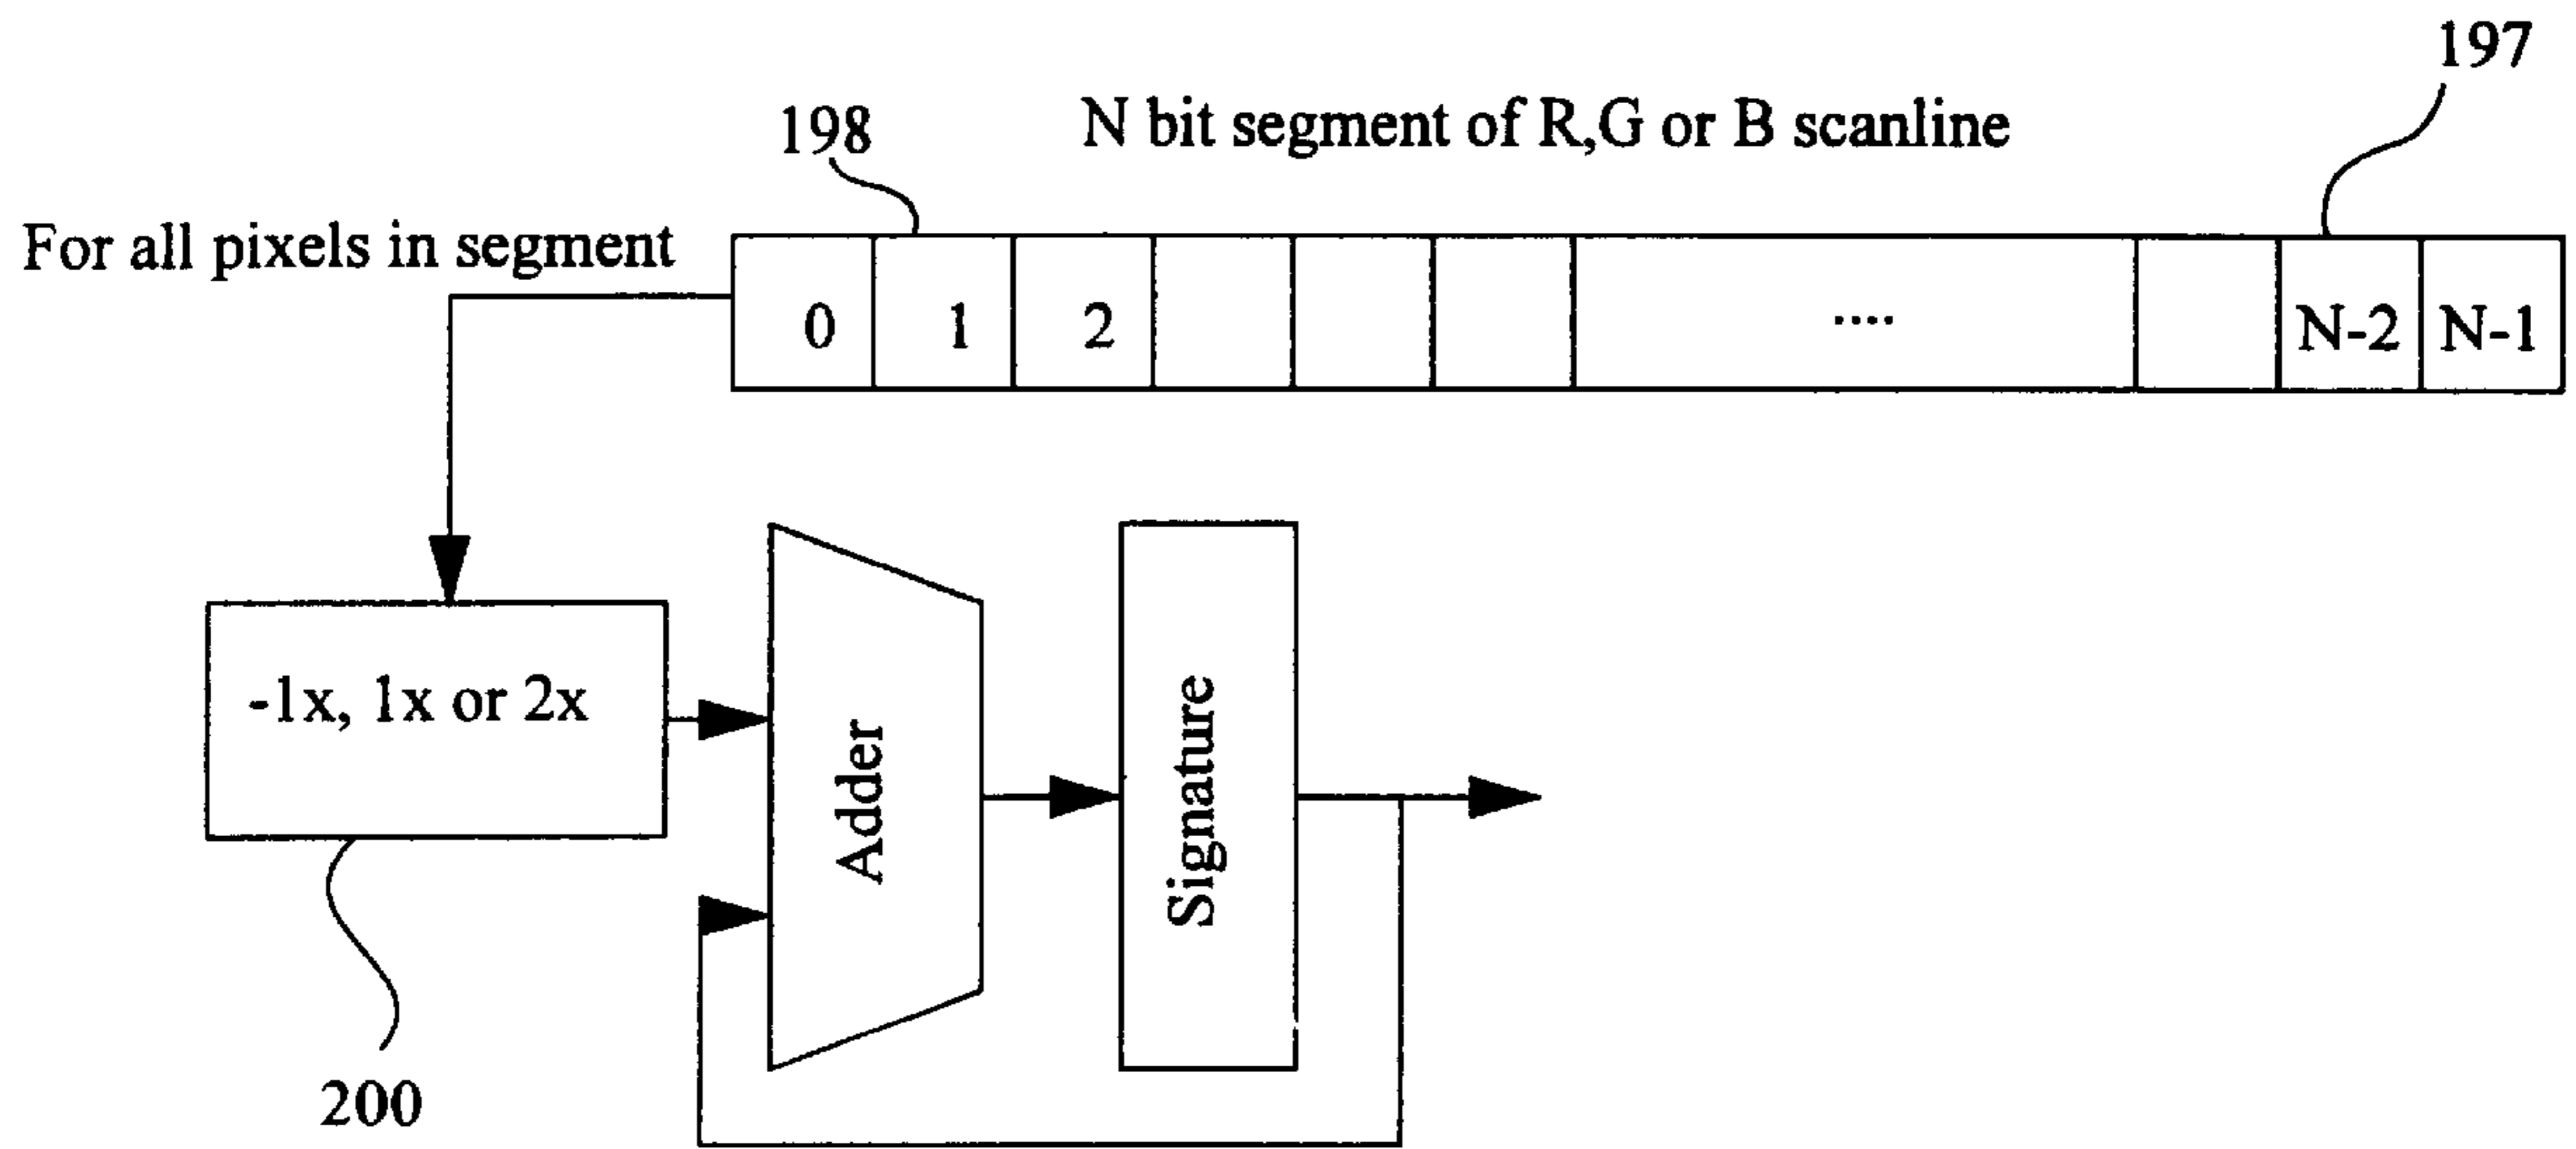 197
198
N bit segment of R,G or B scanline
For all pixels in segment
0 1 2 .... N-2 N-1
-1x, 1x or 2x
Adder
Signature
200